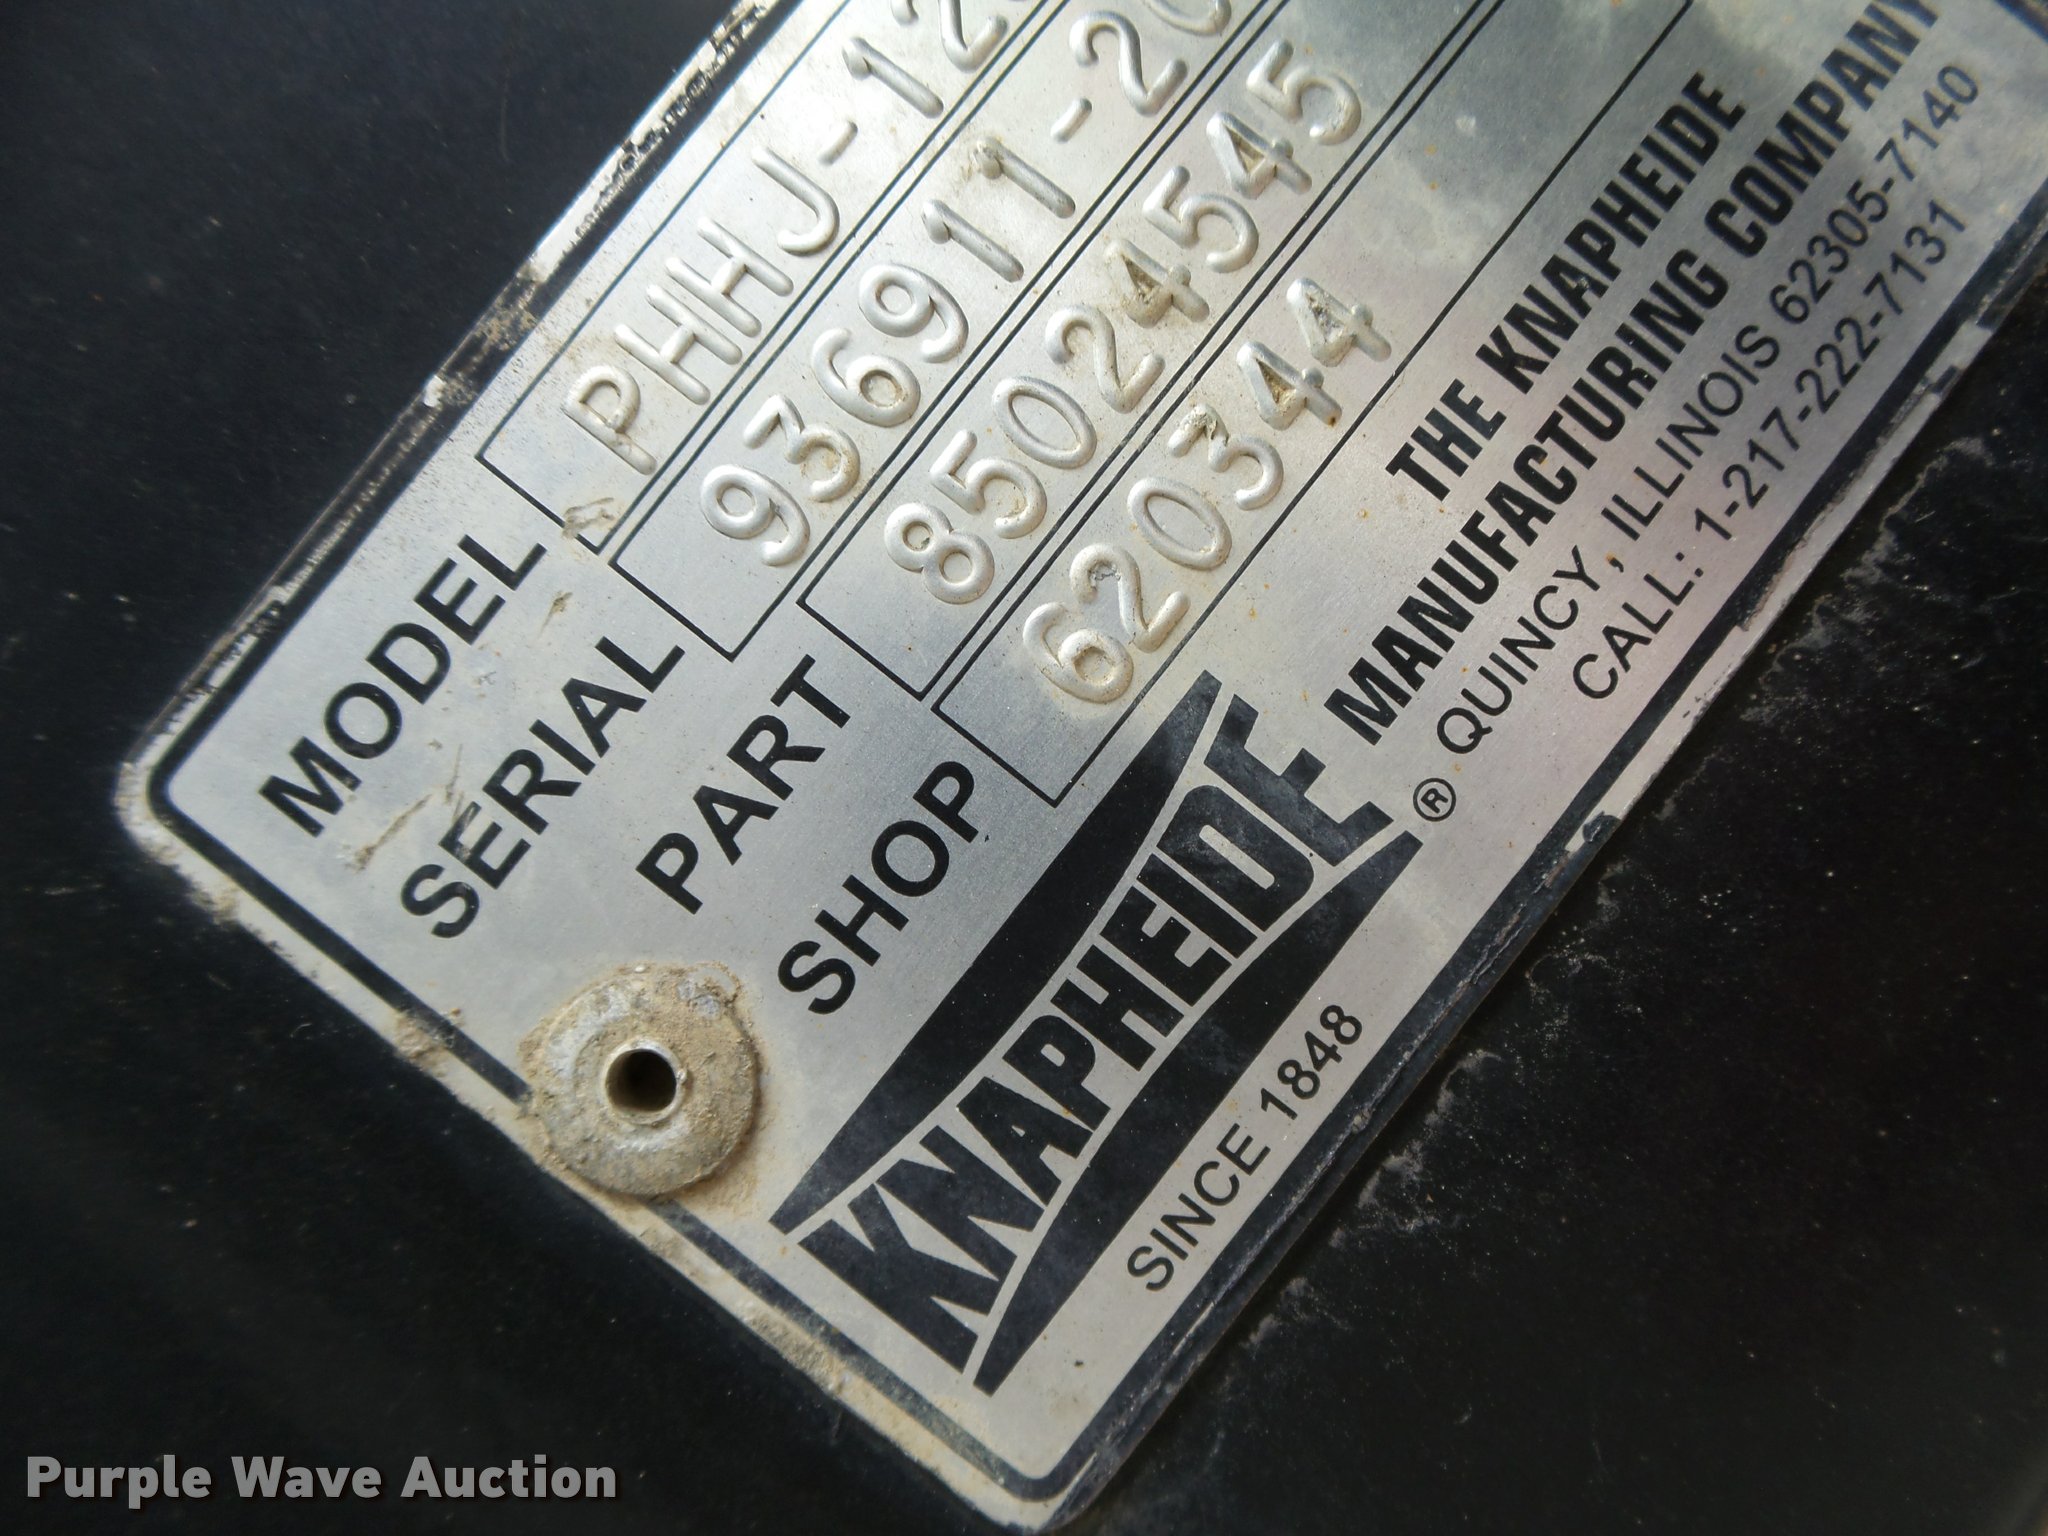 MODEL PHHJ-12
SERIAL 936911-20
PART 85024545
SHOP 620344
KNAPHEIDE ®
SINCE 1848
THE KNAPHEIDE
MANUFACTURING COMPANY
QUINCY, ILLINOIS 62305-7140
CALL: 1-217-222-7131
Purple Wave Auction